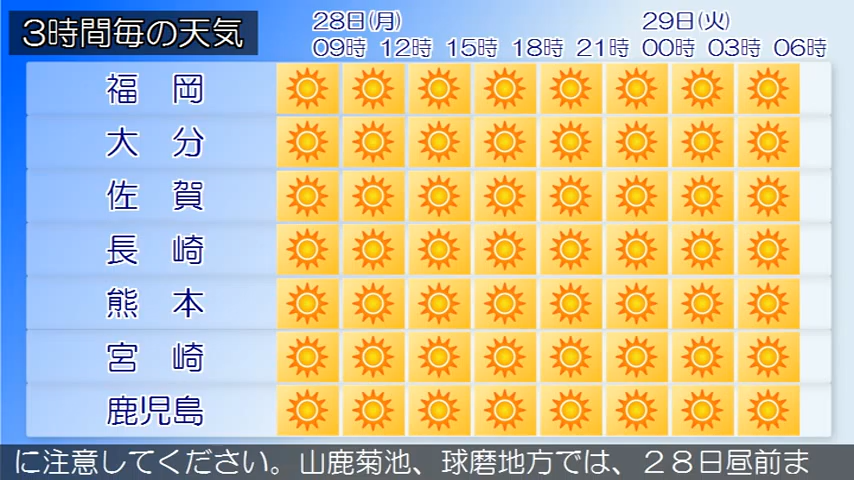 3時間毎の天気
28日(月) 29日(火)
09時 12時 15時 18時 21時 00時 03時 06時
福岡
大分
佐賀
長崎
熊本
宮崎
鹿児島
に注意してください。山鹿菊池、球磨地方では、２８日昼前ま